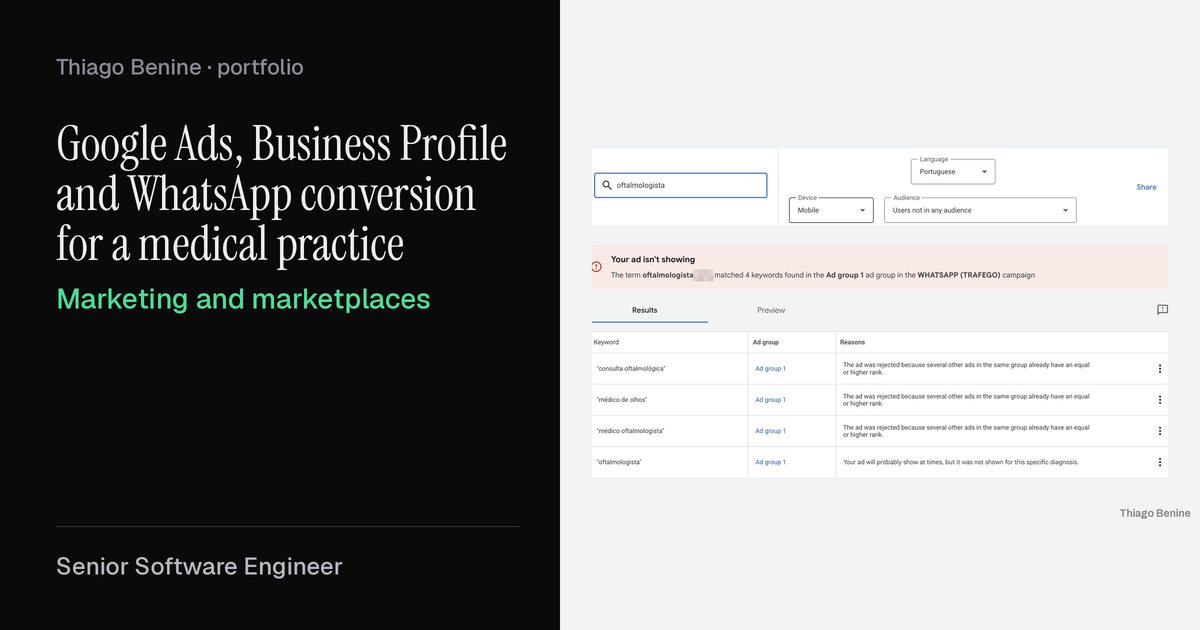 Thiago Benine · portfolio
Google Ads, Business Profile
and WhatsApp conversion
for a medical practice
Marketing and marketplaces
Senior Software Engineer
oftalmologista
Language
Portuguese
Device
Mobile
Audience
Users not in any audience
Share
Your ad isn't showing
The term oftalmologista matched 4 keywords found in the Ad group 1 ad group in the WHATSAPP (TRAFEGO) campaign
Results Preview
Keyword Ad group Reasons
"consulta oftalmológica" Ad group 1 The ad was rejected because several other ads in the same group already have an equal
or higher rank.
"médico de olhos" Ad group 1 The ad was rejected because several other ads in the same group already have an equal
or higher rank.
"médico oftalmologista" Ad group 1 The ad was rejected because several other ads in the same group already have an equal
or higher rank.
"oftalmologista" Ad group 1 Your ad will probably show at times, but it was not shown for this specific diagnosis.
Thiago Benine